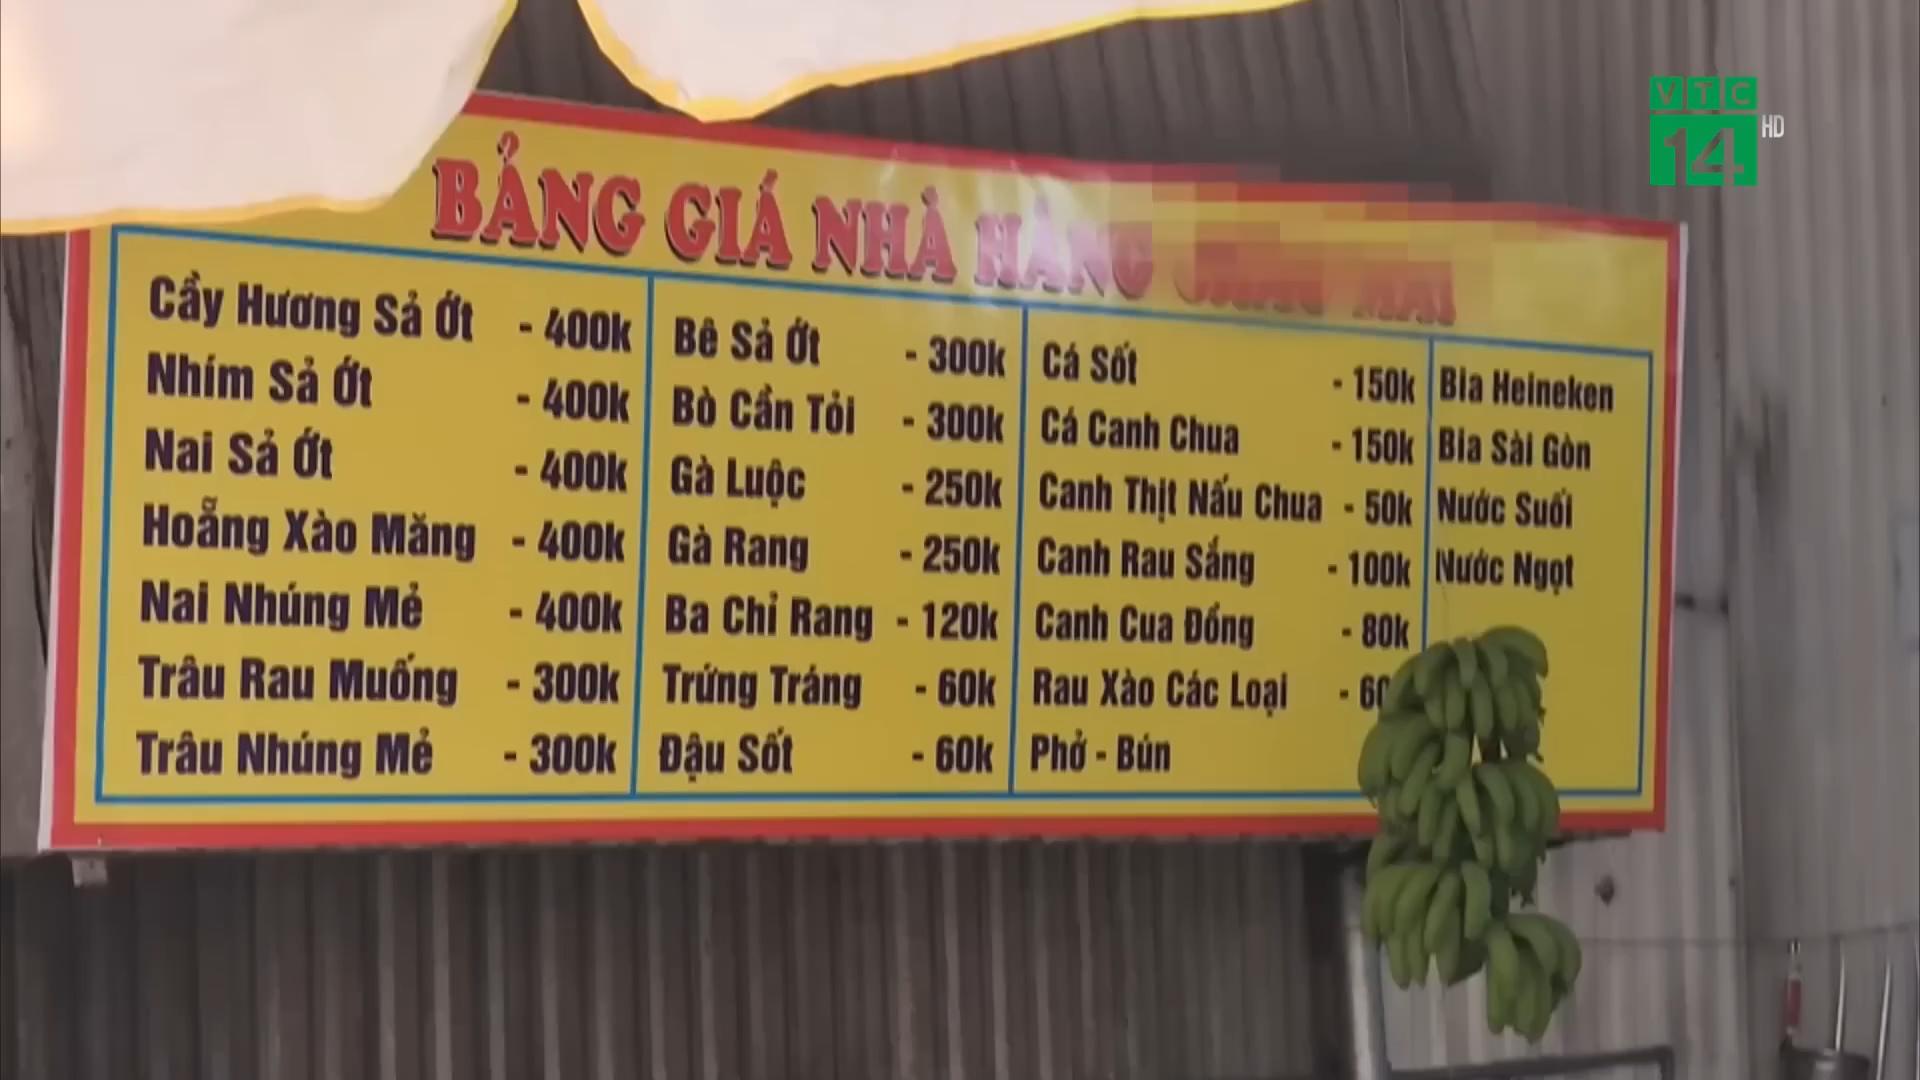 VTC
14 HD
BẢNG GIÁ NHÀ HÀNG
Cầy Hương Sả Ớt - 400k
Nhím Sả Ớt - 400k
Nai Sả Ớt - 400k
Hoẵng Xào Măng - 400k
Nai Nhúng Mẻ - 400k
Trâu Rau Muống - 300k
Trâu Nhúng Mẻ - 300k
Bê Sả Ớt - 300k
Bò Cần Tỏi - 300k
Gà Luộc - 250k
Gà Rang - 250k
Ba Chỉ Rang - 120k
Trứng Tráng - 60k
Đậu Sốt - 60k
Cá Sốt - 150k
Cá Canh Chua - 150k
Canh Thịt Nấu Chua - 50k
Canh Rau Sắng - 100k
Canh Cua Đồng - 80k
Rau Xào Các Loại - 60
Phở - Bún
Bia Heineken
Bia Sài Gòn
Nước Suối
Nước Ngọt